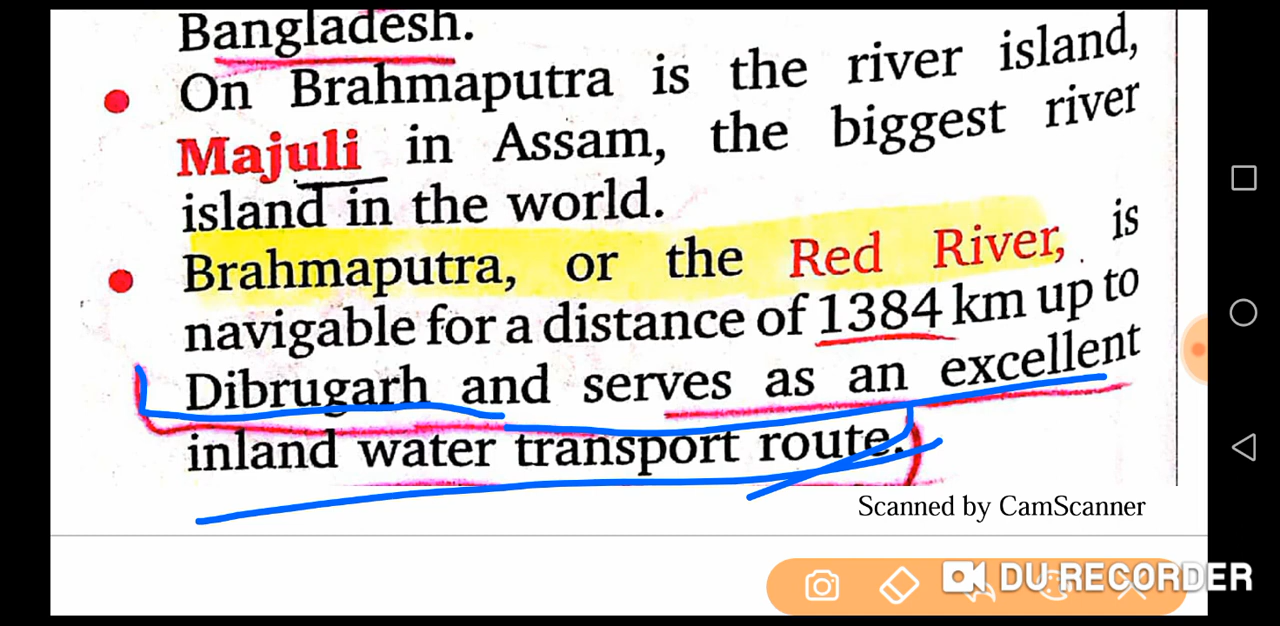 Bangladesh.
On Brahmaputra is the river island,
Majuli in Assam, the biggest river
island in the world.
Brahmaputra, or the Red River, is
navigable for a distance of 1384 km up to
Dibrugarh and serves as an excellent
inland water transport route.
Scanned by CamScanner
DU RECORDER